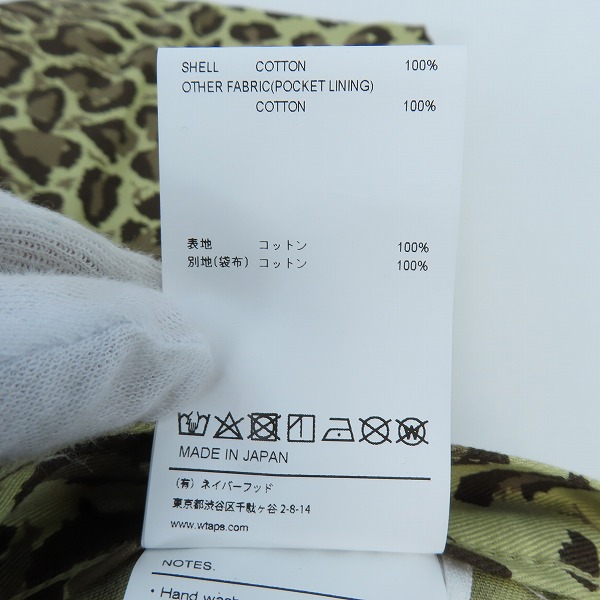 SHELL COTTON 100%
OTHER FABRIC(POCKET LINING)
COTTON 100%
表地 コットン 100%
別地(袋布) コットン 100%
MADE IN JAPAN
(有) ネイバーフッド
東京都渋谷区千駄ヶ谷 2-8-14
www.wtaps.com
NOTES.
・Hand wash